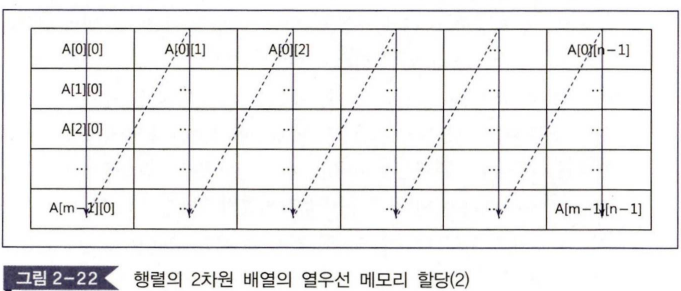 A[0][0] A[0][1] A[0][2] … … A[0][n−1]
A[1][0] … … … … …
A[2][0] … … … … …
… … … … … …
A[m−1][0] … … … … A[m−1][n−1]
그림 2-22 행렬의 2차원 배열의 열우선 메모리 할당(2)